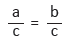 a/c = b/c